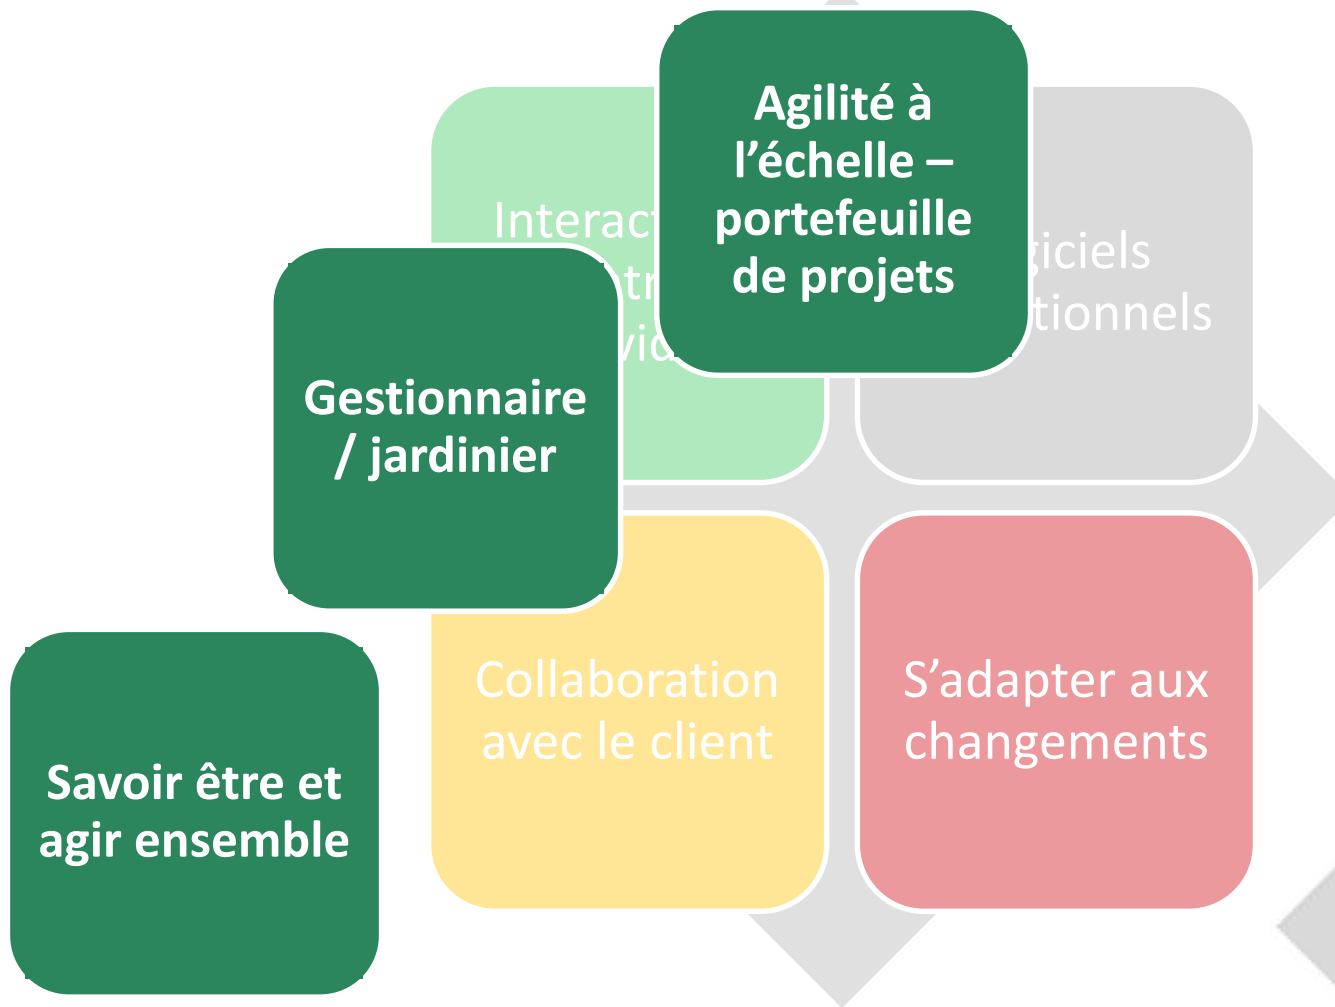 Agilité à
l’échelle –
portefeuille
de projets
Gestionnaire
/ jardinier
Collaboration
avec le client
S’adapter aux
changements
Savoir être et
agir ensemble